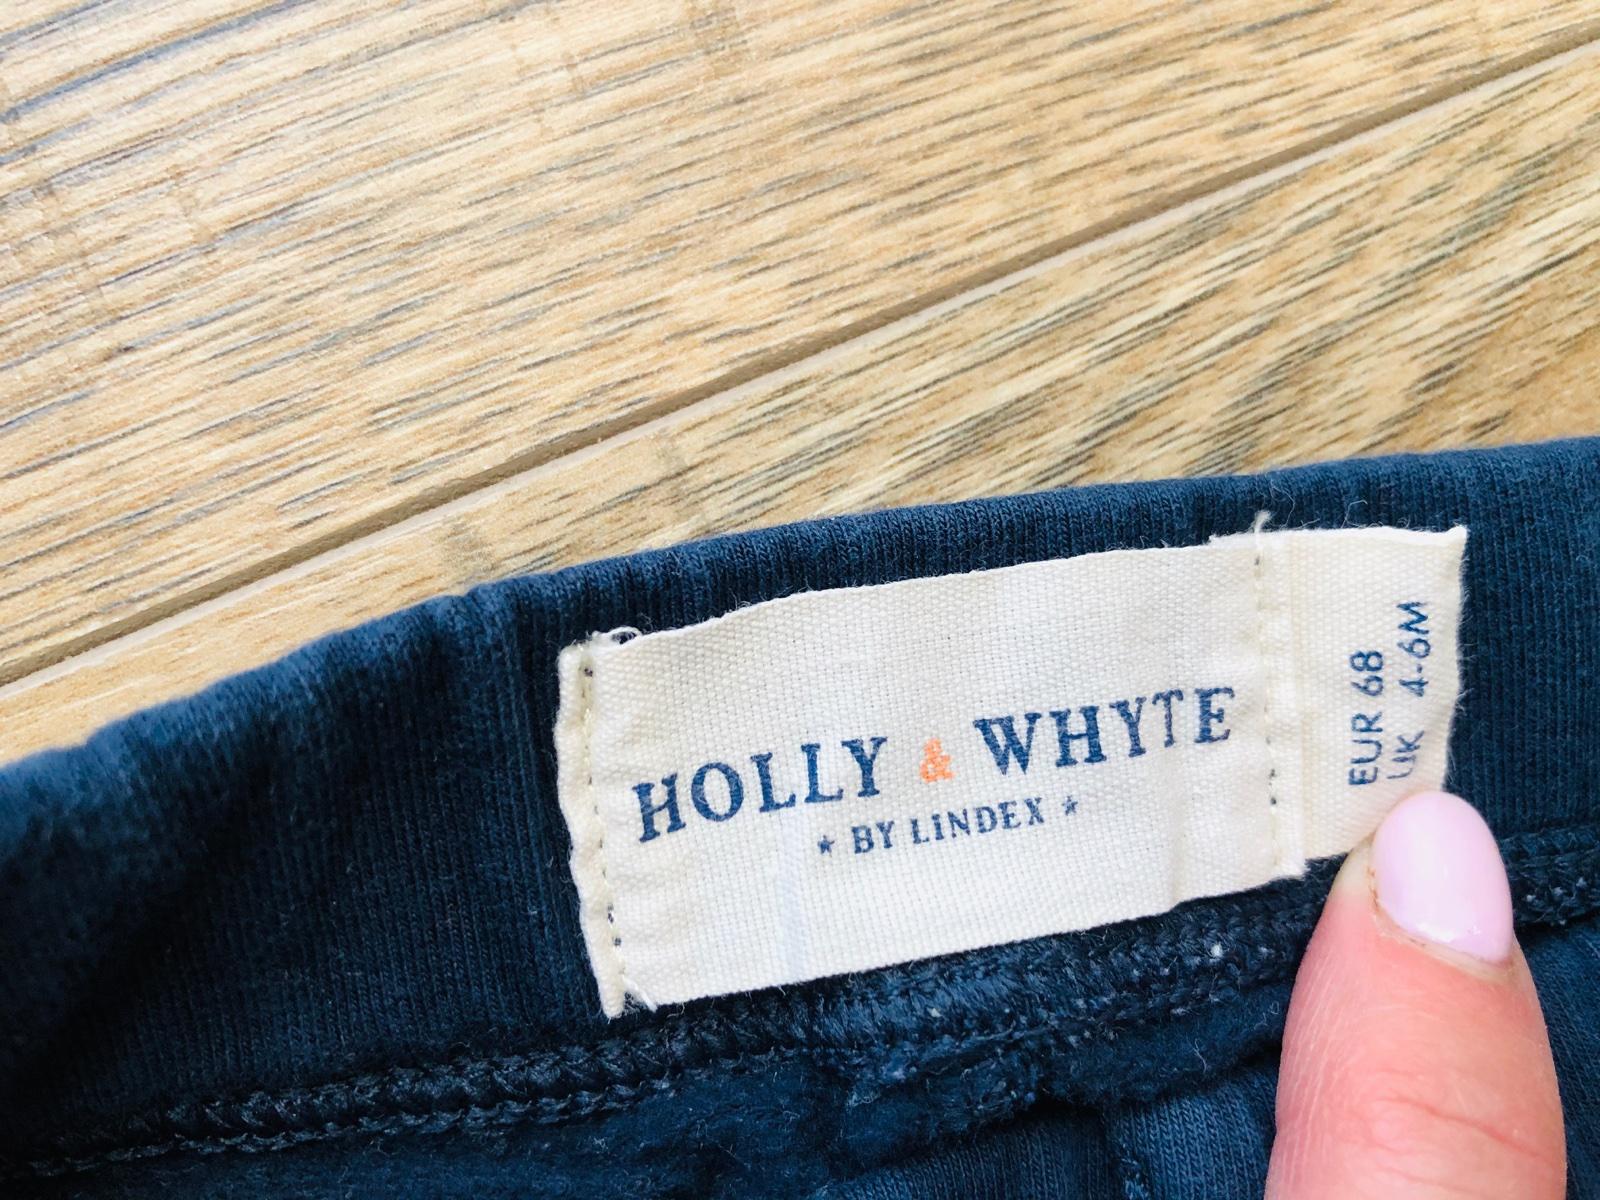 HOLLY & WHYTE
★ BY LINDEX ★
EUR 68
UK 4-6M